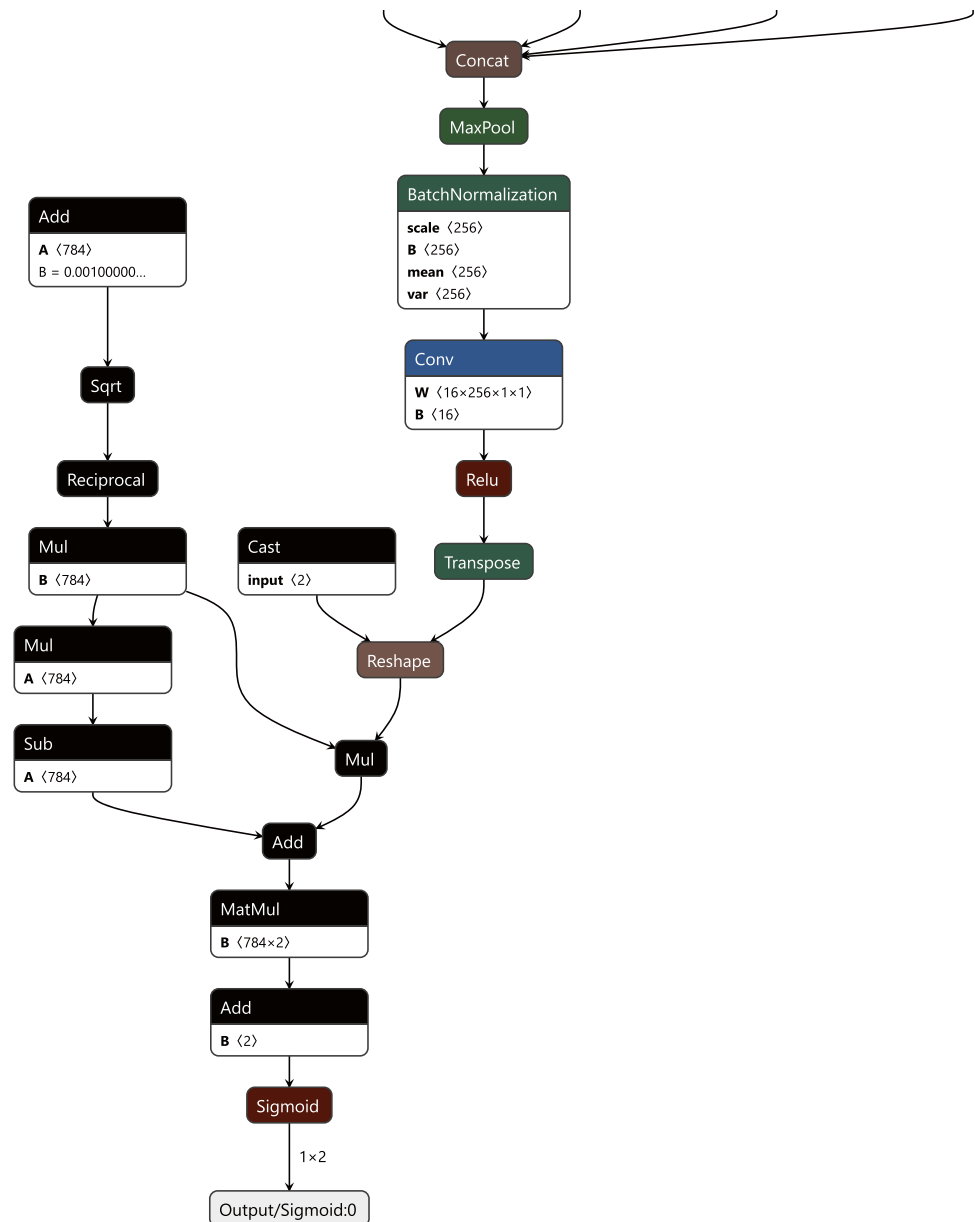 Concat
MaxPool
BatchNormalization
scale〈256〉
B〈256〉
mean〈256〉
var〈256〉
Add
A〈784〉
B = 0.00100000…
Conv
W〈16×256×1×1〉
B〈16〉
Sqrt
Reciprocal
Relu
Mul
B〈784〉
Cast
input〈2〉
Transpose
Mul
A〈784〉
Reshape
Sub
A〈784〉
Mul
Add
MatMul
B〈784×2〉
Add
B〈2〉
Sigmoid
1×2
Output/Sigmoid:0